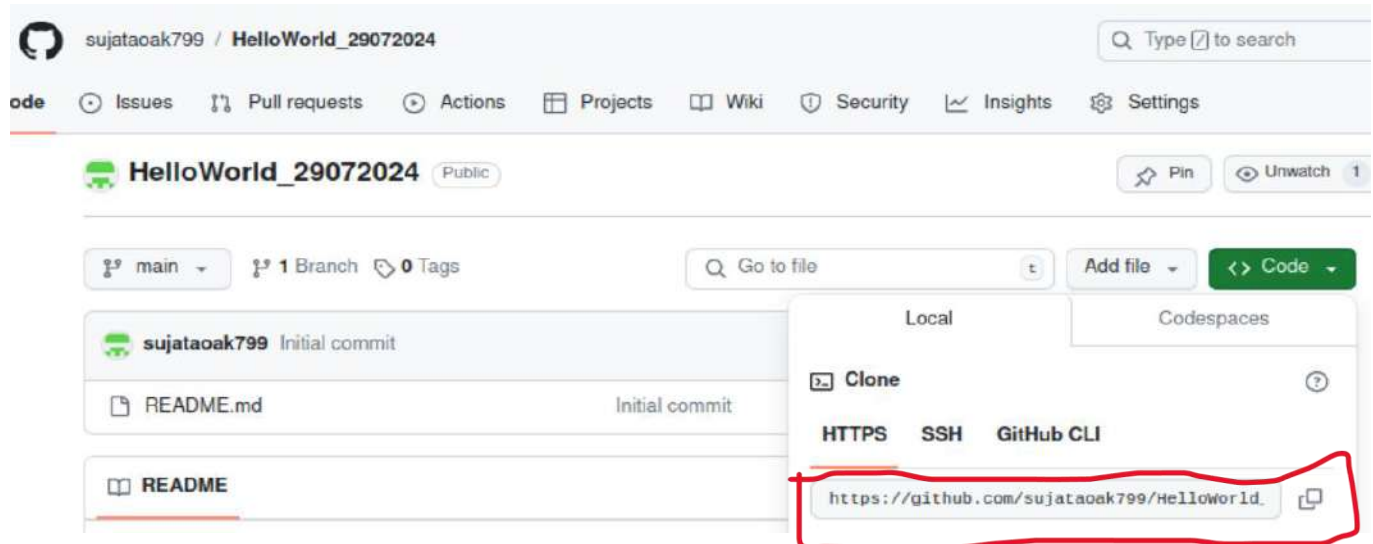 sujataoak799 / HelloWorld_29072024
Type / to search
ode Issues Pull requests Actions Projects Wiki Security Insights Settings
HelloWorld_29072024 Public
Pin Unwatch 1
main 1 Branch 0 Tags
Go to file t
Add file <> Code
Local Codespaces
sujataoak799 Initial commit
Clone
README.md Initial commit
HTTPS SSH GitHub CLI
README
https://github.com/sujataoak799/HelloWorld_